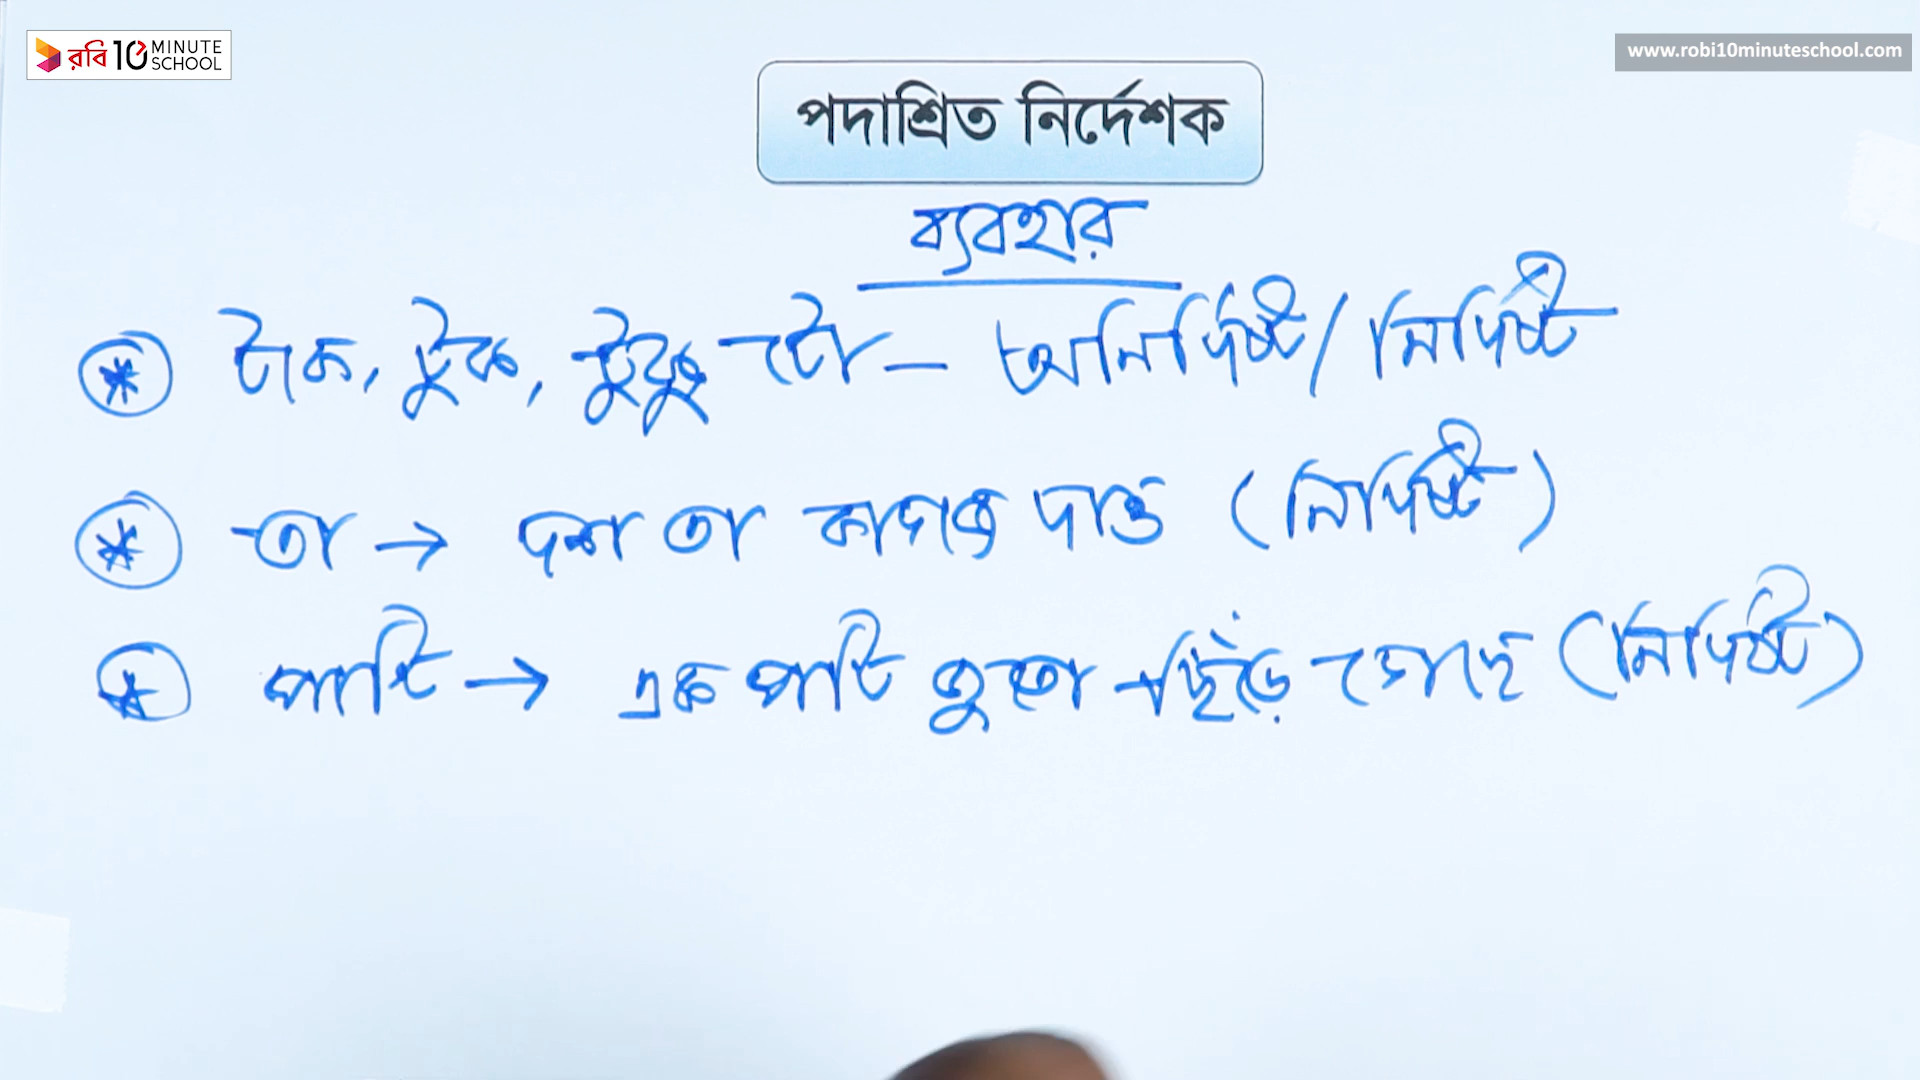 রবি 10 MINUTE SCHOOL
www.robi10minuteschool.com
পদাশ্রিত নির্দেশক
ব্যবহার
* টাক, টুক, টুকু টো – অনির্দিষ্ট / নির্দিষ্ট
* তা → দশ তা কাগজ দাও (নির্দিষ্ট)
* পাটি → এক পাটি জুতো ছিঁড়ে গেছে (নির্দিষ্ট)